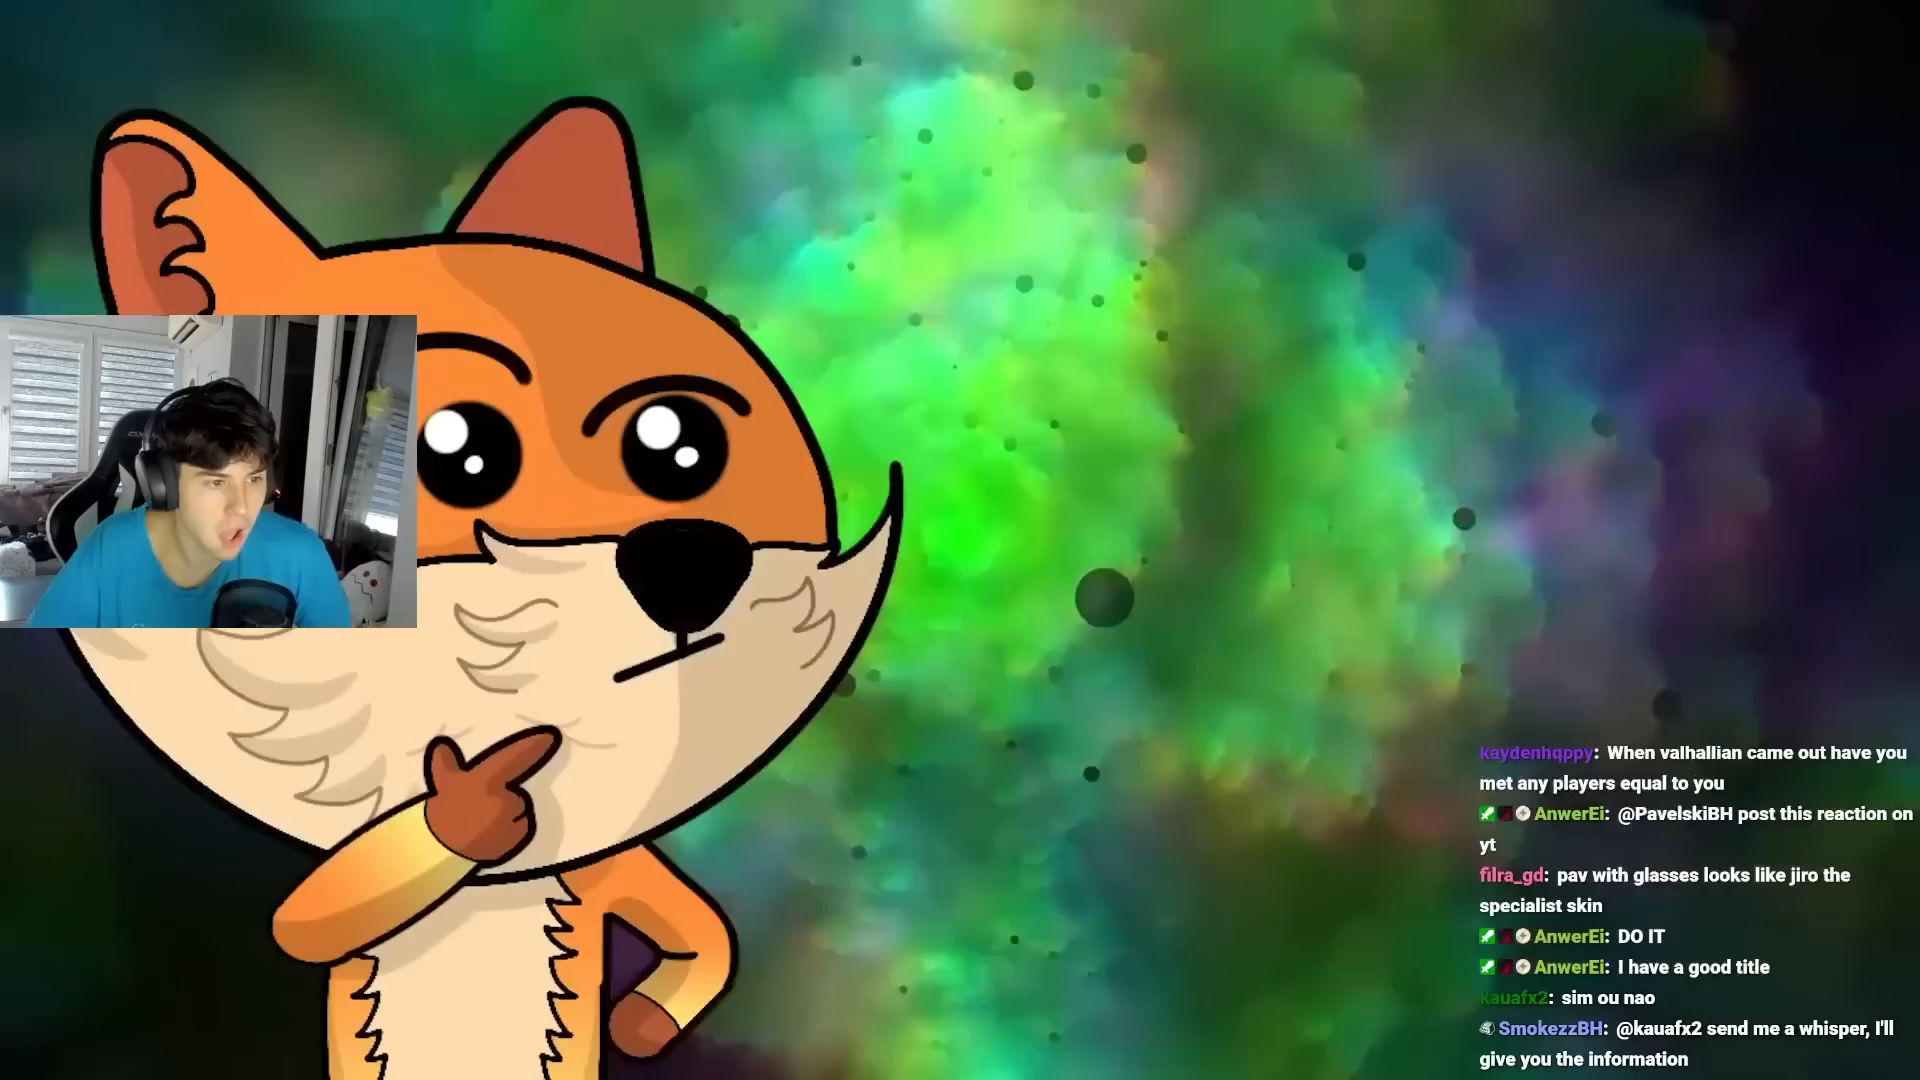 kaydenhqppy: When valhallian came out have you
met any players equal to you
AnwerEi: @PavelskiBH post this reaction on
yt
filra_gd: pav with glasses looks like jiro the
specialist skin
AnwerEi: DO IT
AnwerEi: I have a good title
kauafx2: sim ou nao
SmokezzBH: @kauafx2 send me a whisper, I'll
give you the information